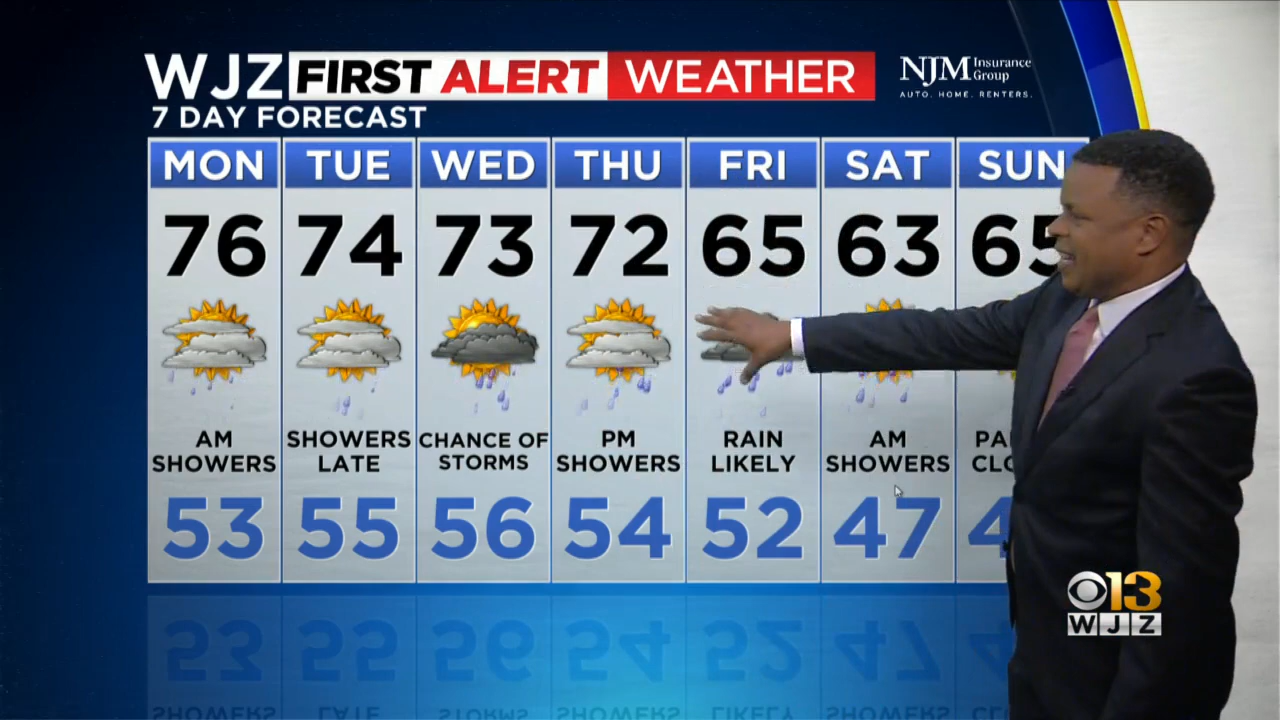 WJZ FIRST ALERT WEATHER
NJM Insurance Group
AUTO. HOME. RENTERS.
7 DAY FORECAST
MON TUE WED THU FRI SAT SUN
76 74 73 72 65 63 65
AM SHOWERS
SHOWERS LATE
CHANCE OF STORMS
PM SHOWERS
RAIN LIKELY
AM SHOWERS
53 55 56 54 52 47
13
WJZ